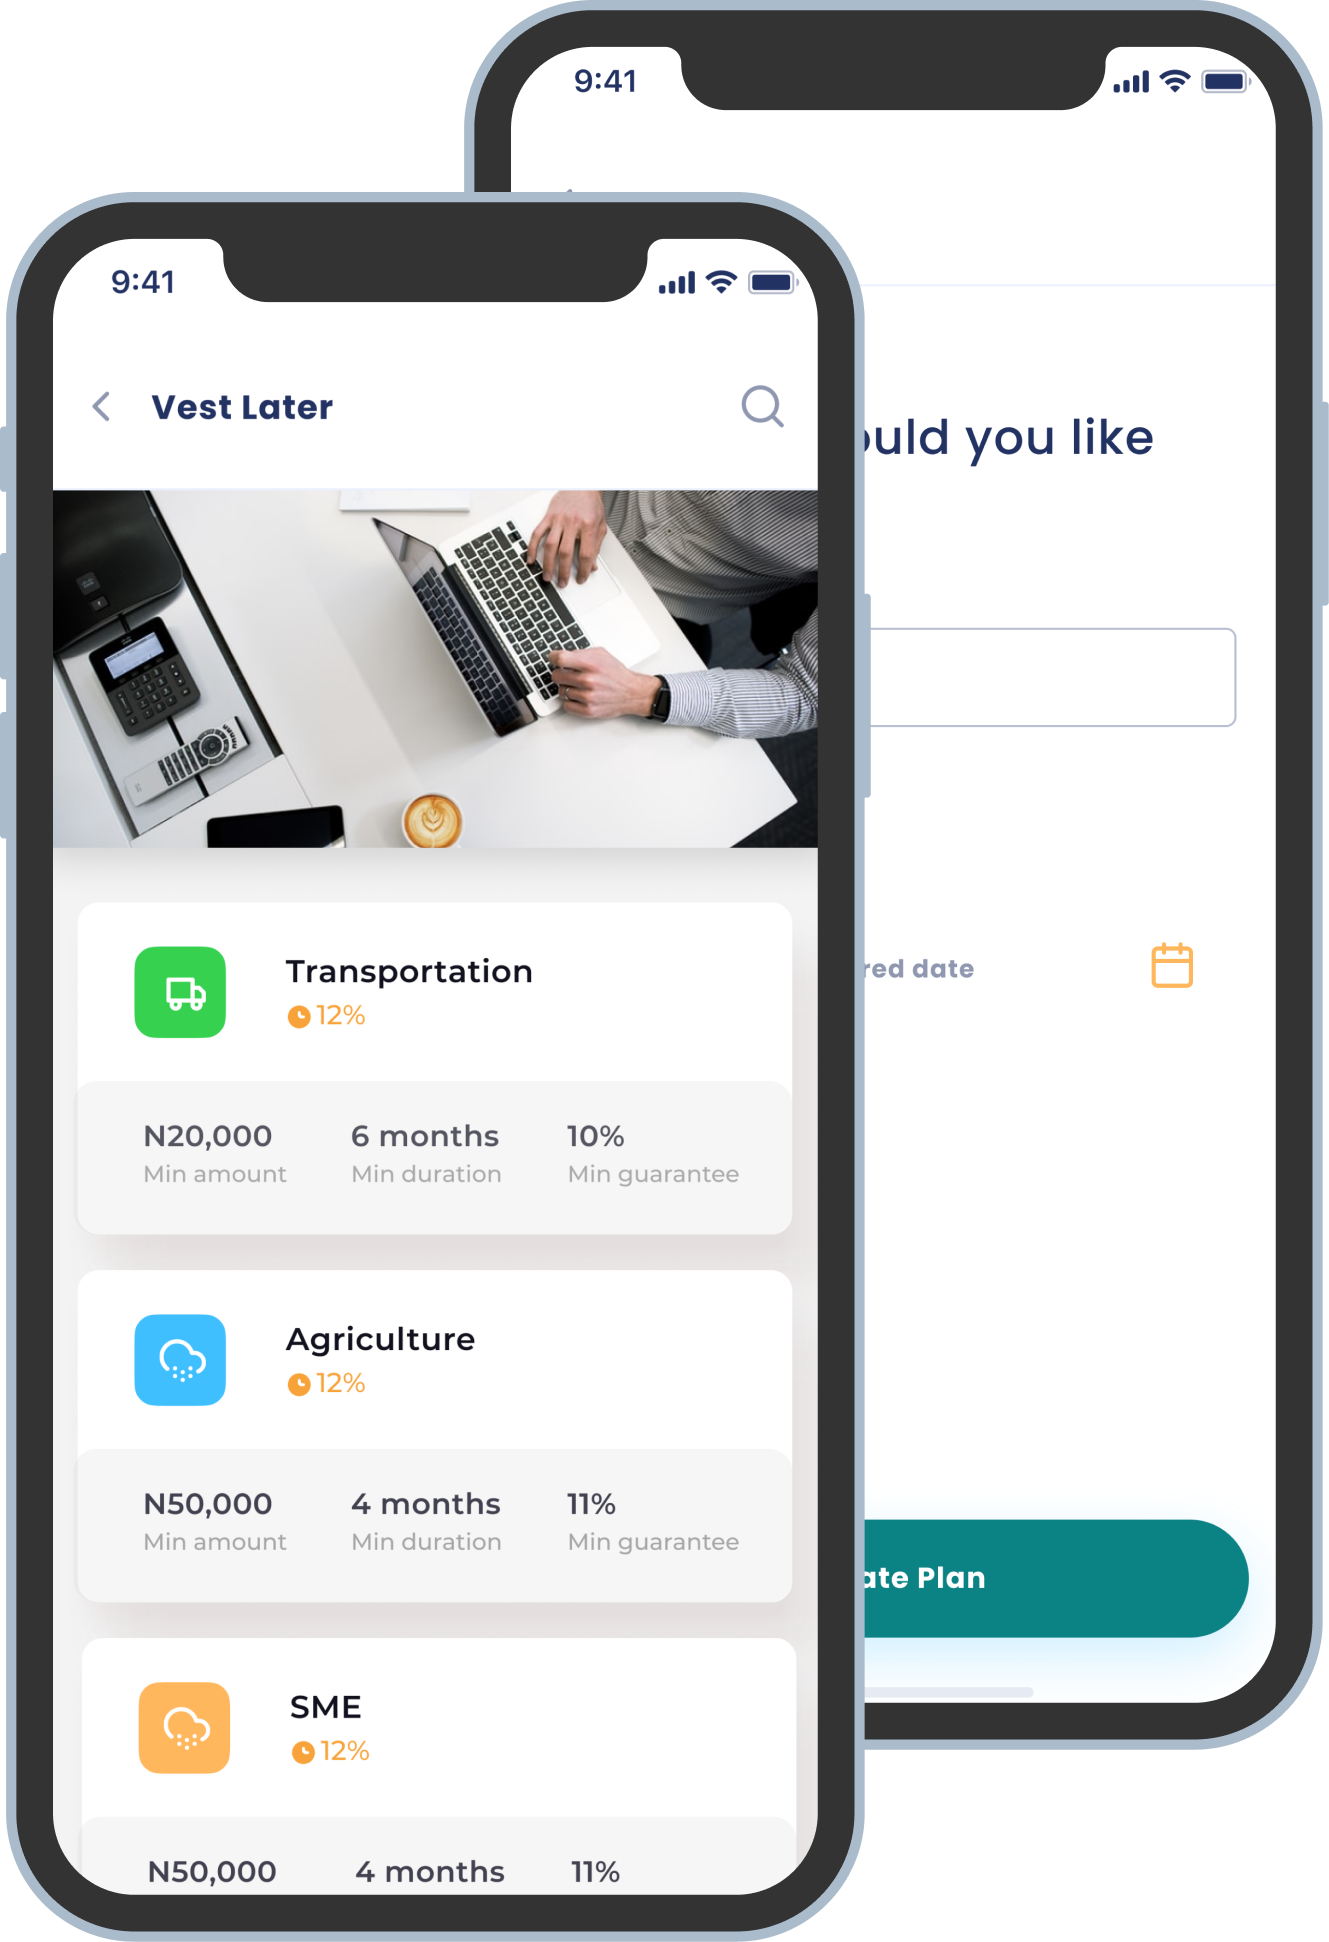 9:41
9:41
Vest Later
ould you like
Transportation
12%
red date
N20,000 6 months 10%
Min amount Min duration Min guarantee
Agriculture
12%
N50,000 4 months 11%
Min amount Min duration Min guarantee
ate Plan
SME
12%
N50,000 4 months 11%